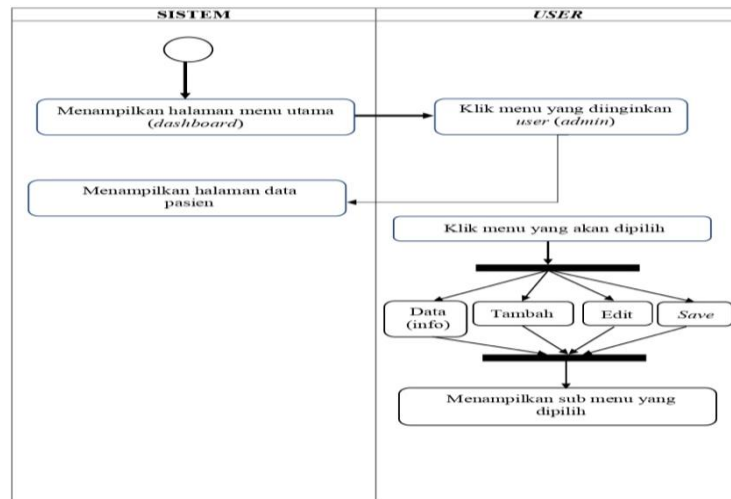 SISTEM
USER
Menampilkan halaman menu utama
(dashboard)
Klik menu yang diinginkan
user (admin)
Menampilkan halaman data
pasien
Klik menu yang akan dipilih
Data
(info)
Tambah
Edit
Save
Menampilkan sub menu yang
dipilih